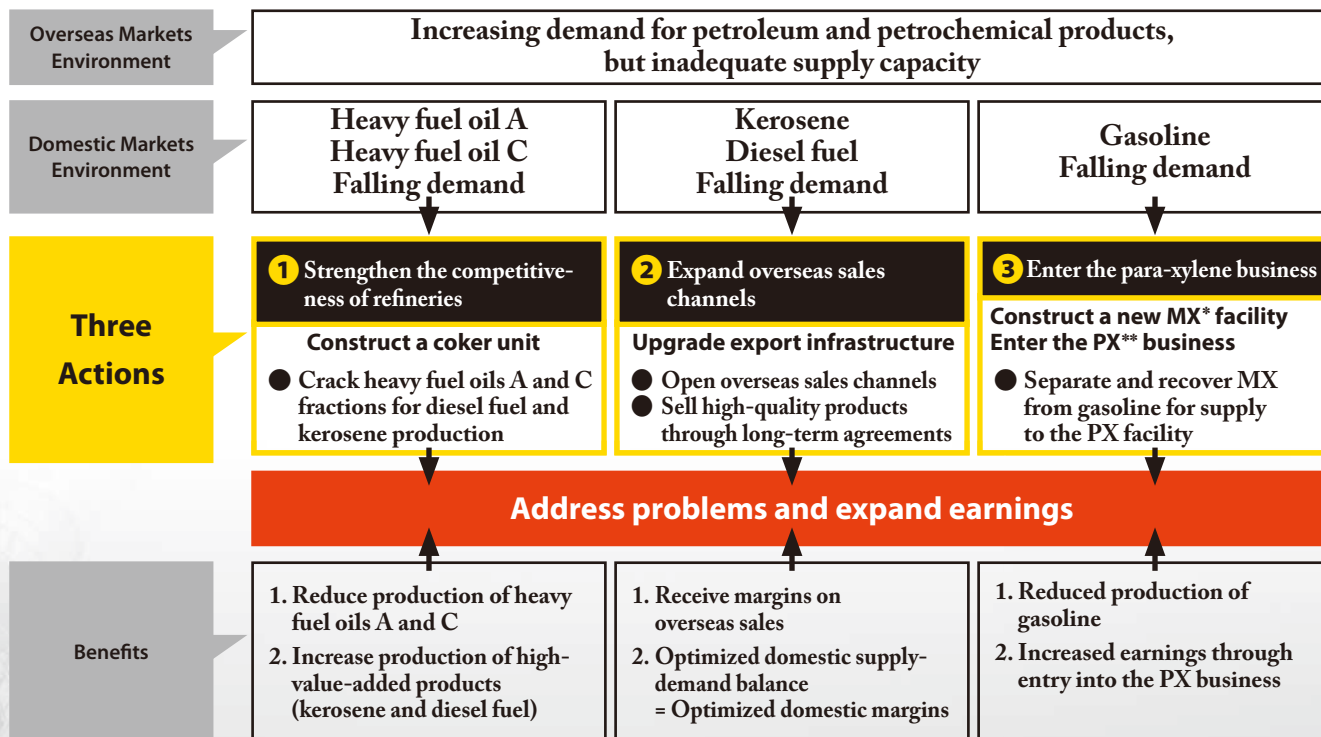 Overseas Markets
Environment
Increasing demand for petroleum and petrochemical products,
but inadequate supply capacity
Domestic Markets
Environment
Heavy fuel oil A
Heavy fuel oil C
Falling demand
Kerosene
Diesel fuel
Falling demand
Gasoline
Falling demand
Three
Actions
1 Strengthen the competitive-
ness of refineries
Construct a coker unit
● Crack heavy fuel oils A and C
fractions for diesel fuel and
kerosene production
2 Expand overseas sales
channels
Upgrade export infrastructure
● Open overseas sales channels
● Sell high-quality products
through long-term agreements
3 Enter the para-xylene business
Construct a new MX* facility
Enter the PX** business
● Separate and recover MX
from gasoline for supply
to the PX facility
Address problems and expand earnings
Benefits
1. Reduce production of heavy
fuel oils A and C
2. Increase production of high-
value-added products
(kerosene and diesel fuel)
1. Receive margins on
overseas sales
2. Optimized domestic supply-
demand balance
= Optimized domestic margins
1. Reduced production of
gasoline
2. Increased earnings through
entry into the PX business